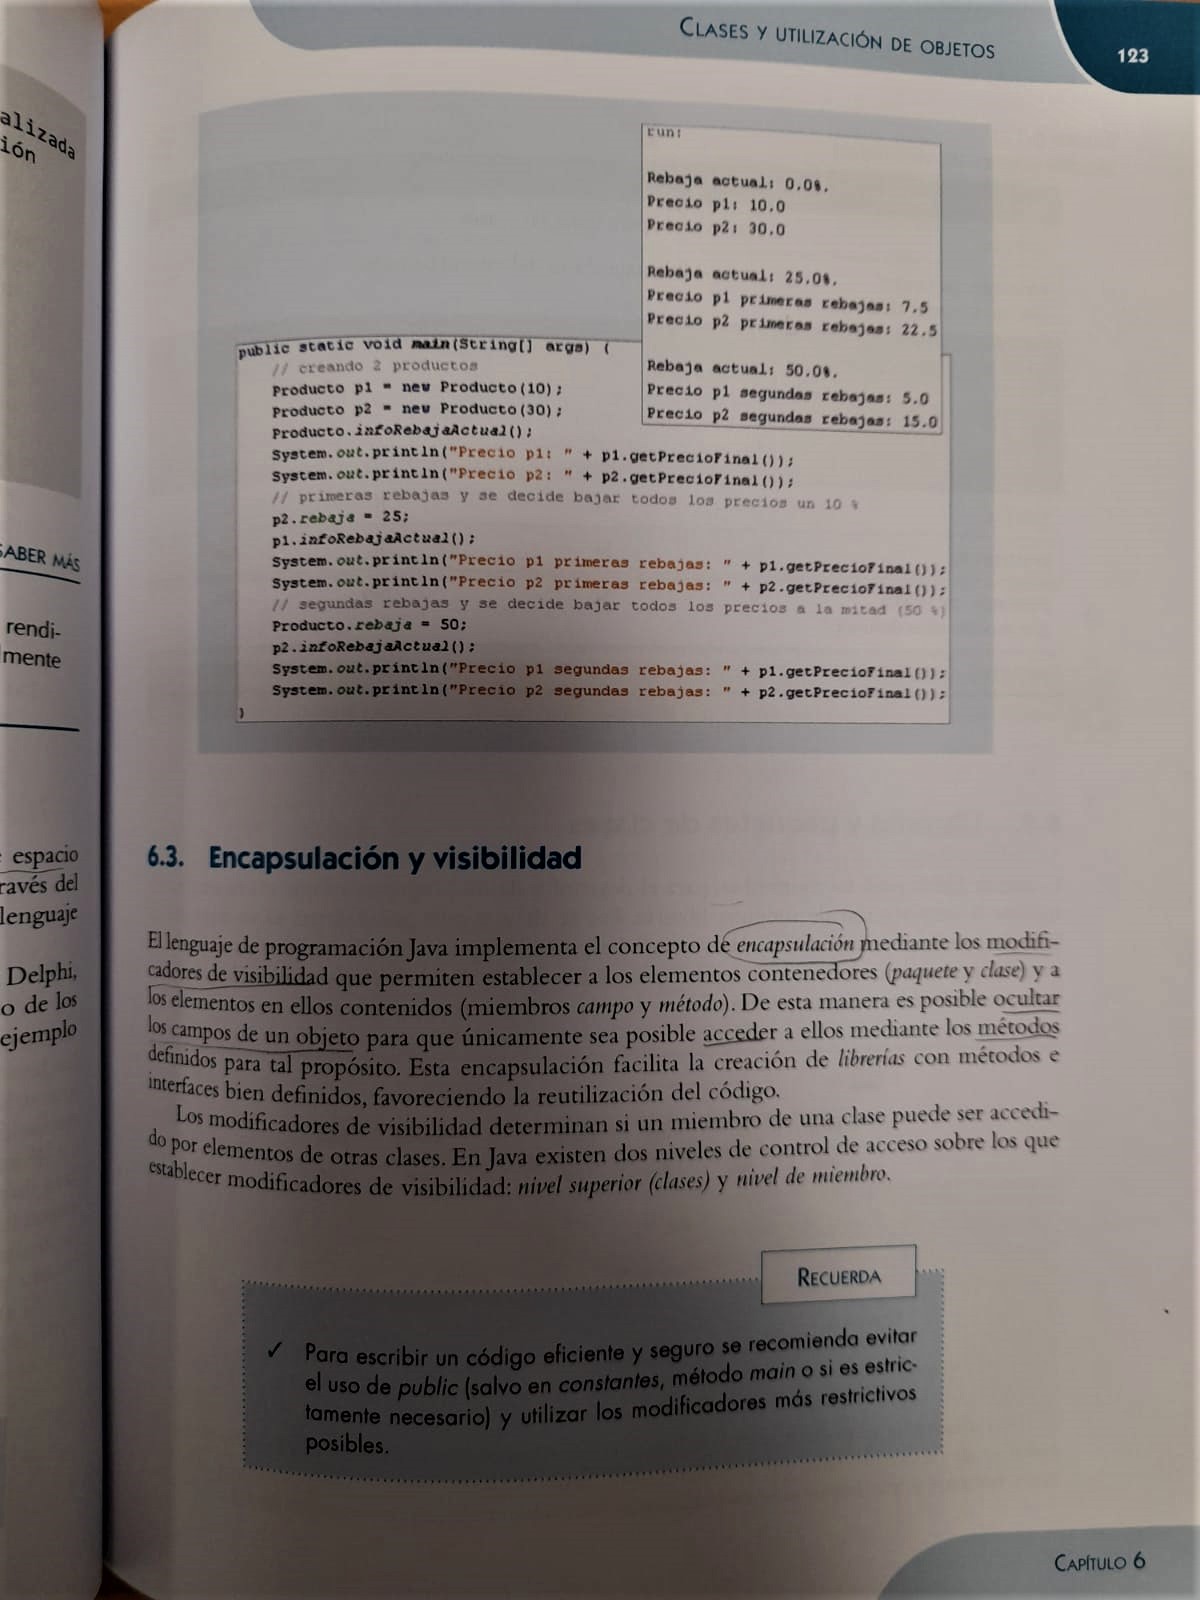 alizada
ión
SABER MÁS
rendi-
lmente
espacio
ravés del
lenguaje
Delphi,
o de los
ejemplo
CLASES Y UTILIZACIÓN DE OBJETOS
123
run:
Rebaja actual: 0.0%.
Precio p1: 10.0
Precio p2: 30.0
Rebaja actual: 25.0%.
Precio p1 primeras rebajas: 7.5
Precio p2 primeras rebajas: 22.5
Rebaja actual: 50.0%.
Precio p1 segundas rebajas: 5.0
Precio p2 segundas rebajas: 15.0
public static void main(String[] args) {
// creando 2 productos
Producto p1 = new Producto(10);
Producto p2 = new Producto(30);
Producto.infoRebajaActual();
System.out.println("Precio p1: " + p1.getPrecioFinal());
System.out.println("Precio p2: " + p2.getPrecioFinal());
// primeras rebajas y se decide bajar todos los precios un 10 %
p2.rebaja = 25;
p1.infoRebajaActual();
System.out.println("Precio p1 primeras rebajas: " + p1.getPrecioFinal());
System.out.println("Precio p2 primeras rebajas: " + p2.getPrecioFinal());
// segundas rebajas y se decide bajar todos los precios a la mitad (50 %)
Producto.rebaja = 50;
p2.infoRebajaActual();
System.out.println("Precio p1 segundas rebajas: " + p1.getPrecioFinal());
System.out.println("Precio p2 segundas rebajas: " + p2.getPrecioFinal());
}
6.3. Encapsulación y visibilidad
El lenguaje de programación Java implementa el concepto de encapsulación mediante los modifi-
cadores de visibilidad que permiten establecer a los elementos contenedores (paquete y clase) y a
los elementos en ellos contenidos (miembros campo y método). De esta manera es posible ocultar
los campos de un objeto para que únicamente sea posible acceder a ellos mediante los métodos
definidos para tal propósito. Esta encapsulación facilita la creación de librerías con métodos e
interfaces bien definidos, favoreciendo la reutilización del código.
Los modificadores de visibilidad determinan si un miembro de una clase puede ser accedi-
do por elementos de otras clases. En Java existen dos niveles de control de acceso sobre los que
establecer modificadores de visibilidad: nivel superior (clases) y nivel de miembro.
RECUERDA
✓ Para escribir un código eficiente y seguro se recomienda evitar
el uso de public (salvo en constantes, método main o si es estric-
tamente necesario) y utilizar los modificadores más restrictivos
posibles.
CAPÍTULO 6